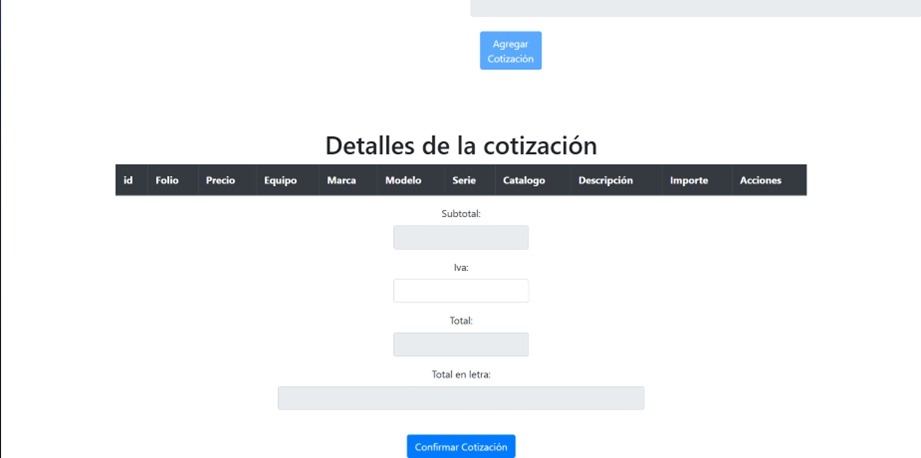 Agregar
Cotización
Detalles de la cotización
id Folio Precio Equipo Marca Modelo Serie Catalogo Descripción Importe Acciones
Subtotal:
Iva:
Total:
Total en letra:
Confirmar Cotización